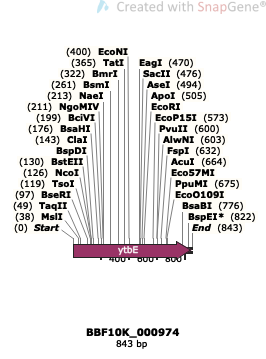 Created with SnapGene®
(400) EcoNI
(365) TatI EagI (470)
(322) BmrI SacII (476)
(261) BsmI AseI (494)
(213) NaeI ApoI (505)
(211) NgoMIV EcoRI
(199) BciVI EcoP15I (573)
(176) BsaHI PvuII (600)
(143) ClaI AlwNI (603)
BspDI FspI (632)
(130) BstEII AcuI (664)
(126) NcoI Eco57MI
(119) TsoI PpuMI (675)
(97) BseRI EcoO109I
(49) TaqII BsaBI (776)
(38) MslI BspEI* (822)
(0) Start End (843)
ytbE
400 600 800
BBF10K_000974
843 bp